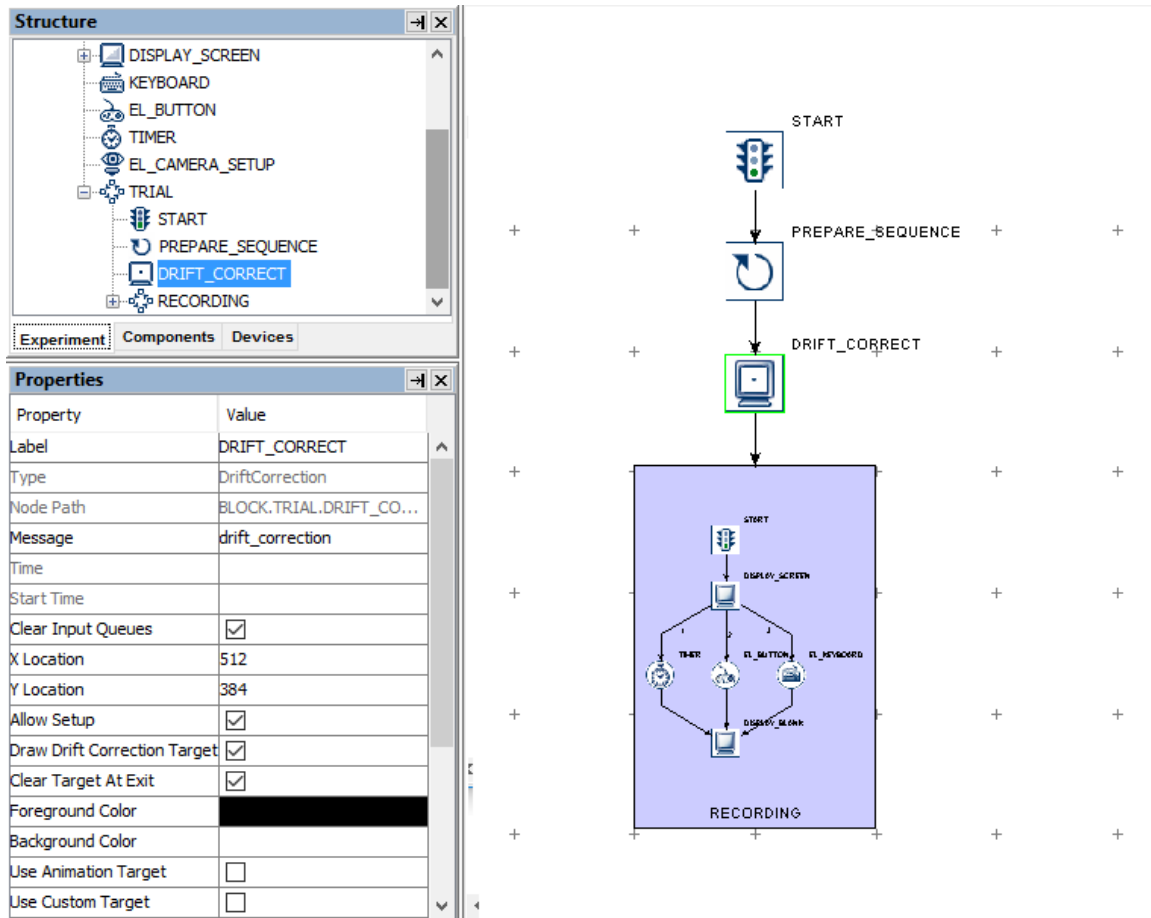 Structure
DISPLAY_SCREEN
KEYBOARD
EL_BUTTON
TIMER
EL_CAMERA_SETUP
TRIAL
START
PREPARE_SEQUENCE
DRIFT_CORRECT
RECORDING
Experiment Components Devices
Properties
Property Value
Label DRIFT_CORRECT
Type DriftCorrection
Node Path BLOCK.TRIAL.DRIFT_CO...
Message drift_correction
Time
Start Time
Clear Input Queues
X Location 512
Y Location 384
Allow Setup
Draw Drift Correction Target
Clear Target At Exit
Foreground Color
Background Color
Use Animation Target
Use Custom Target
START
PREPARE_SEQUENCE
DRIFT_CORRECT
START
DISPLAY_SCREEN
1 2 3
TIMER EL_BUTTON EL_KEYBOARD
DISPLAY_BLANK
RECORDING